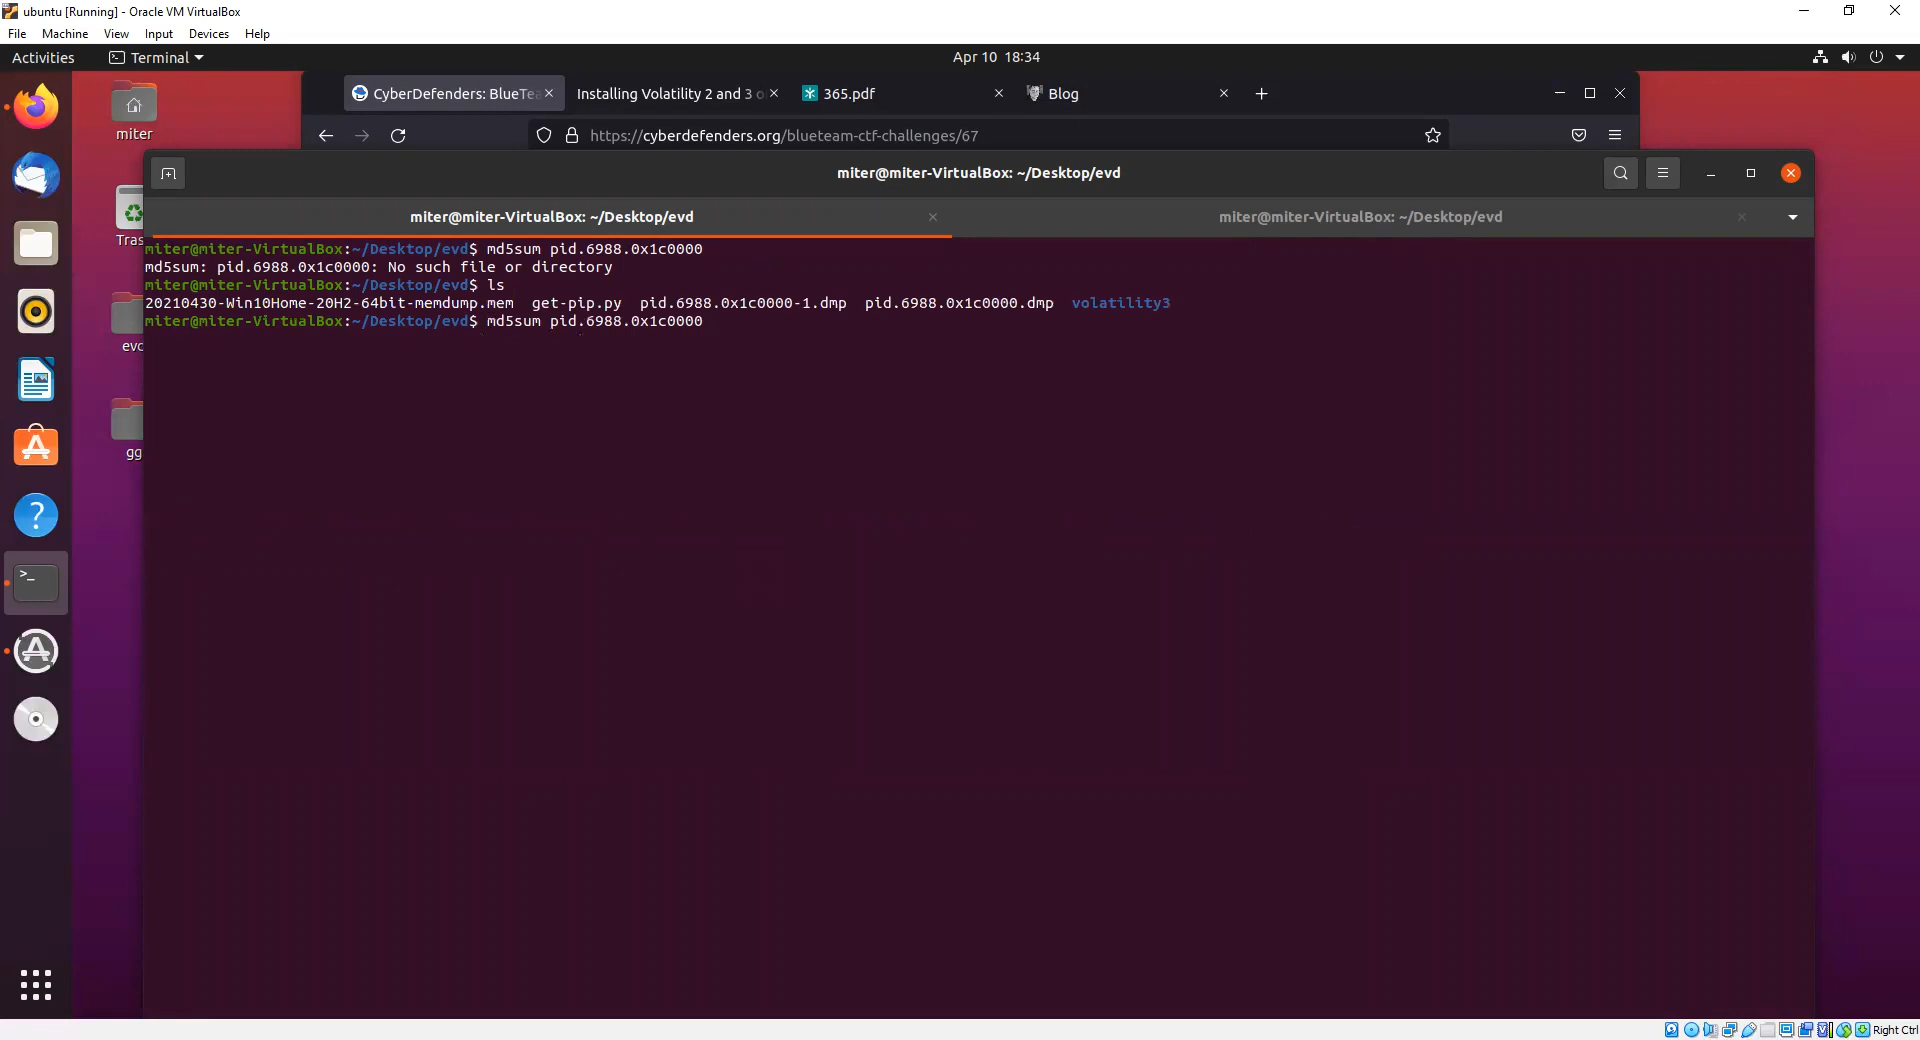 ubuntu [Running] - Oracle VM VirtualBox
File Machine View Input Devices Help
Activities Terminal Apr 10 18:34
CyberDefenders: BlueTea Installing Volatility 2 and 3 o 365.pdf Blog
miter
https://cyberdefenders.org/blueteam-ctf-challenges/67
miter@miter-VirtualBox: ~/Desktop/evd
miter@miter-VirtualBox: ~/Desktop/evd miter@miter-VirtualBox: ~/Desktop/evd
Tras
miter@miter-VirtualBox:~/Desktop/evd$ md5sum pid.6988.0x1c0000
md5sum: pid.6988.0x1c0000: No such file or directory
miter@miter-VirtualBox:~/Desktop/evd$ ls
20210430-Win10Home-20H2-64bit-memdump.mem get-pip.py pid.6988.0x1c0000-1.dmp pid.6988.0x1c0000.dmp volatility3
miter@miter-VirtualBox:~/Desktop/evd$ md5sum pid.6988.0x1c0000
evc
gg
Right Ctrl